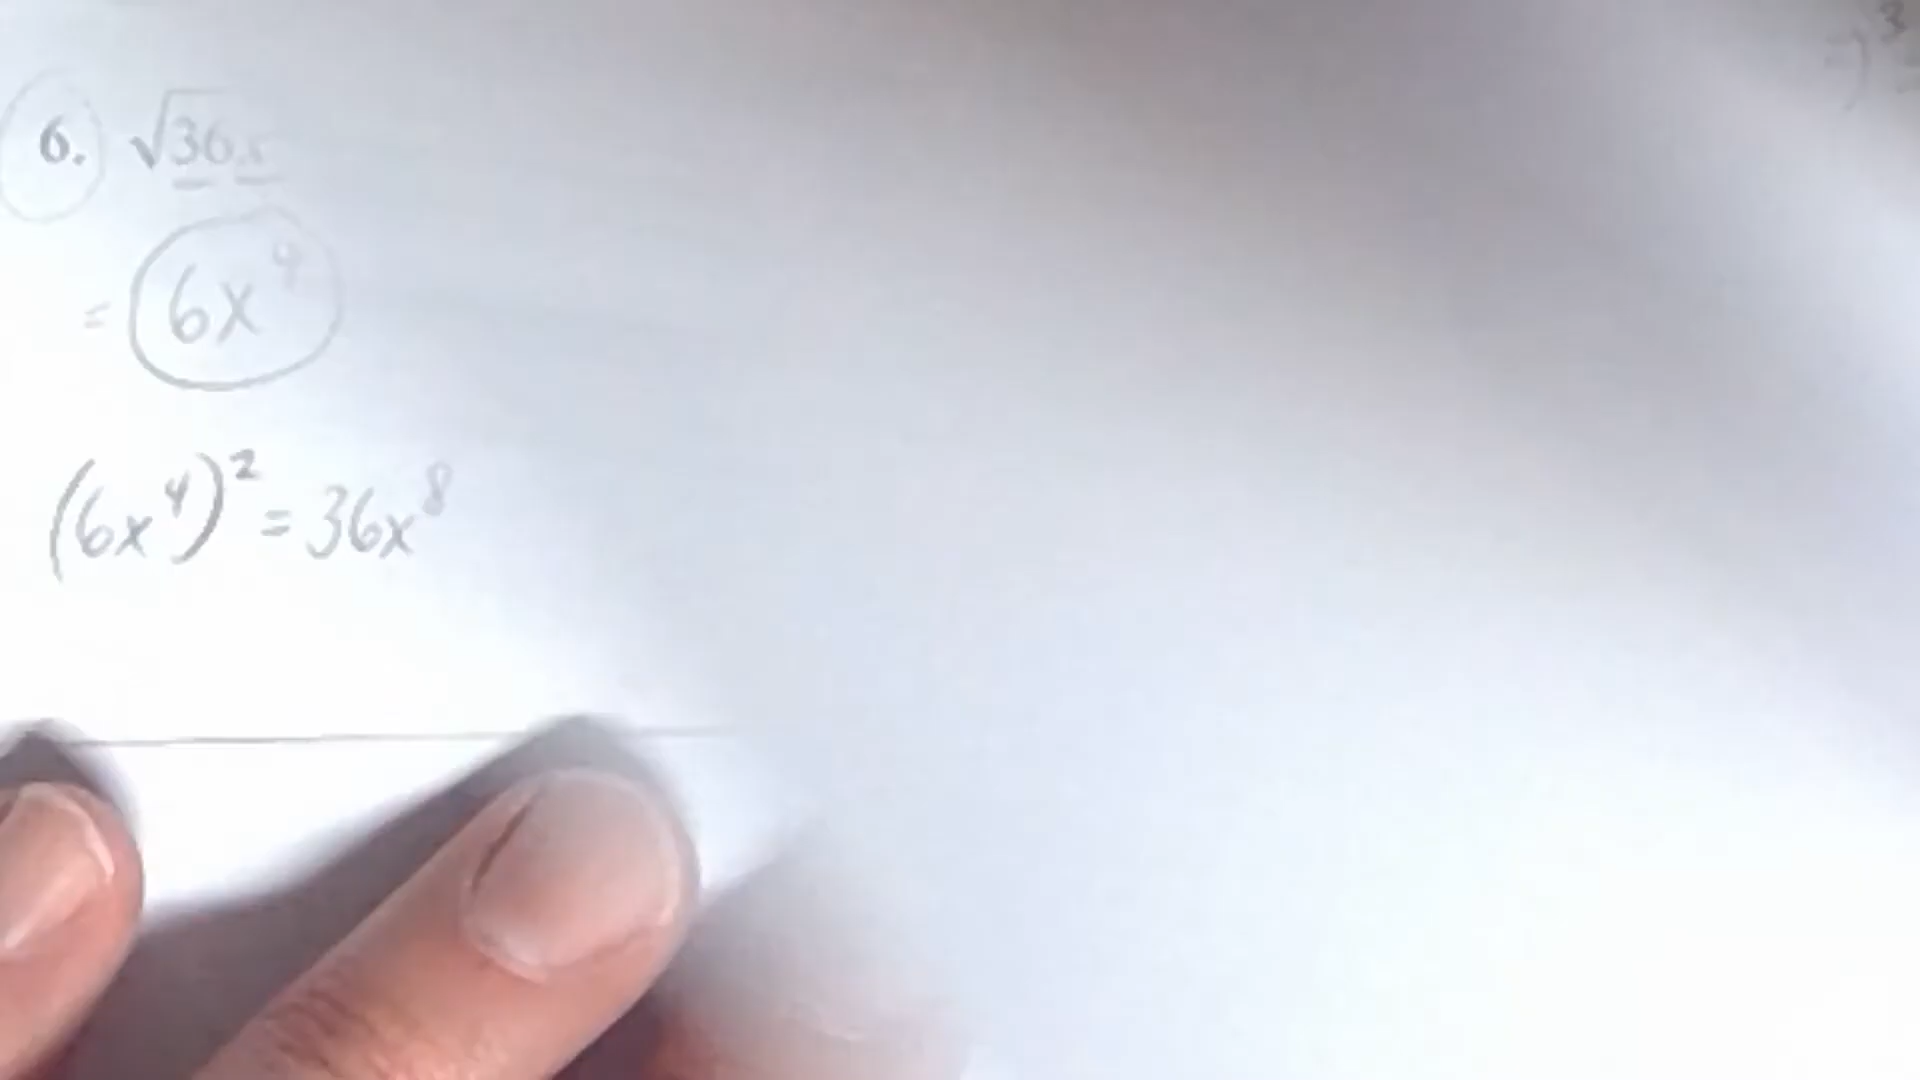 6. √36x
= 6x⁴
(6x⁴)² = 36x⁸